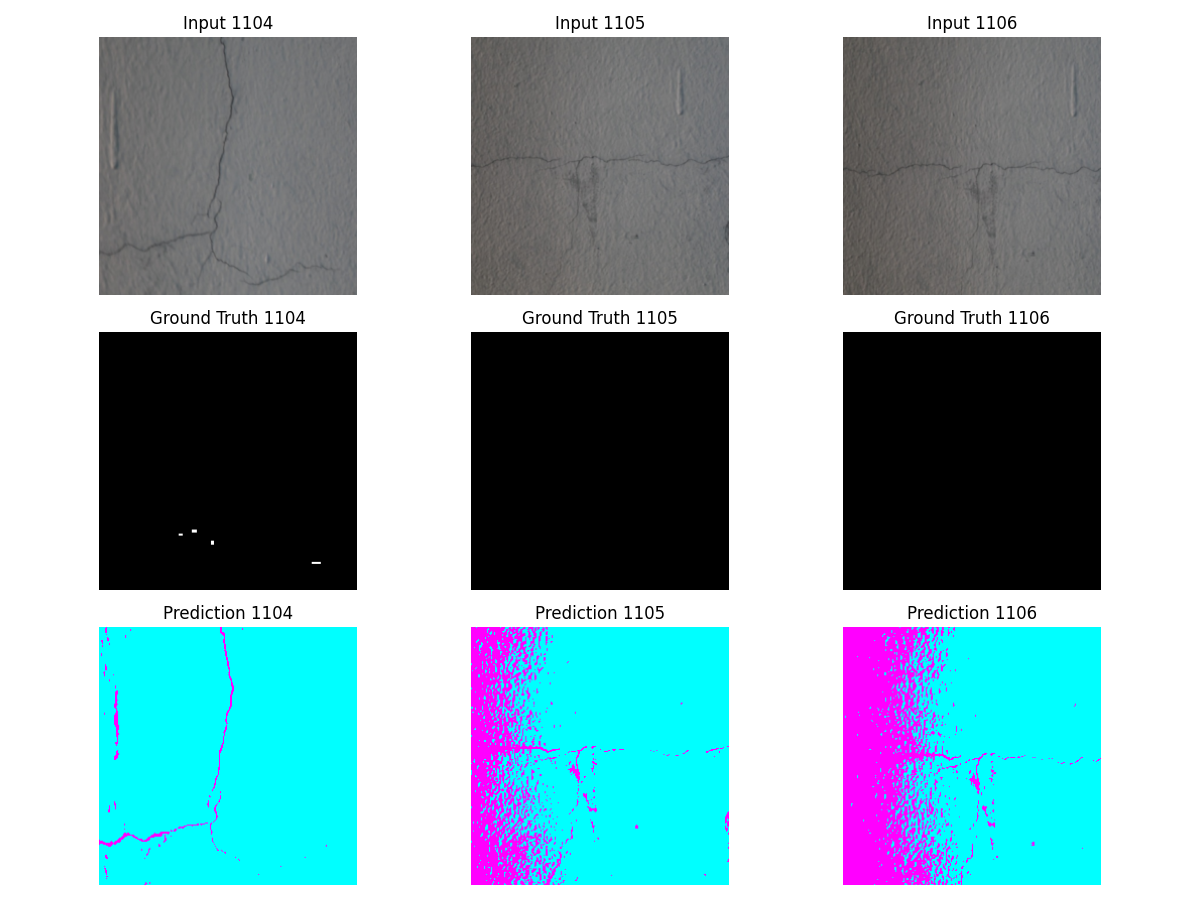 Input 1104
Input 1105
Input 1106
Ground Truth 1104
Ground Truth 1105
Ground Truth 1106
Prediction 1104
Prediction 1105
Prediction 1106